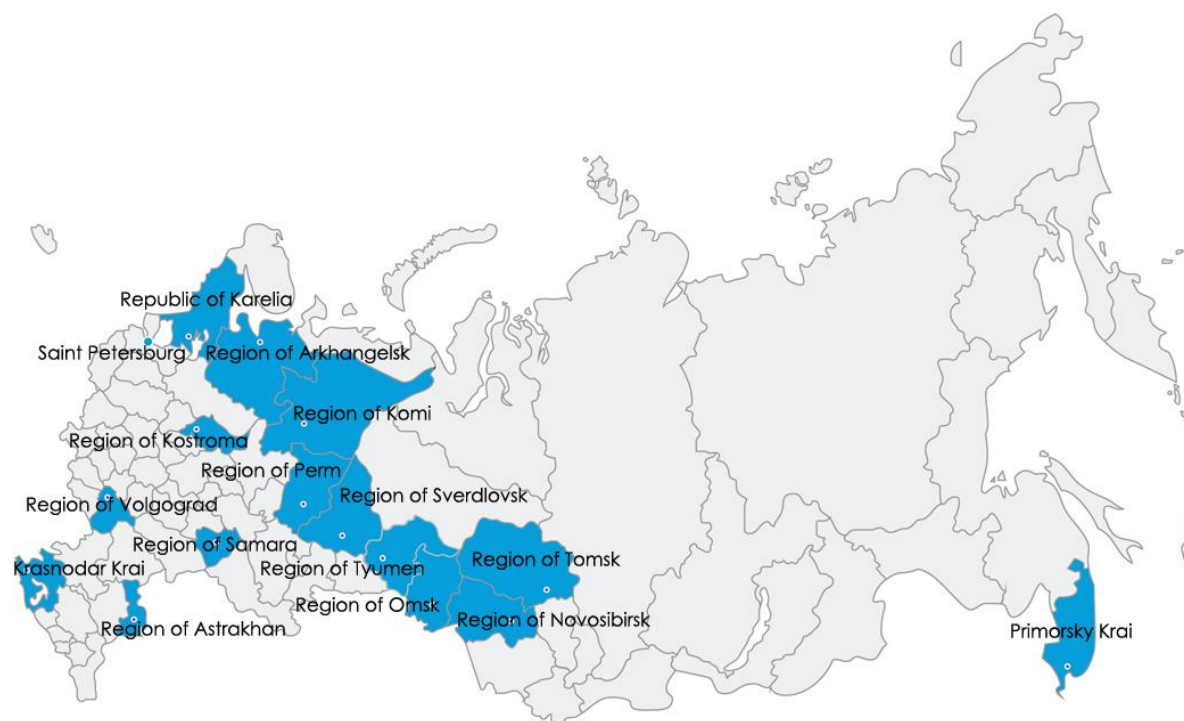 Republic of Karelia
Saint Petersburg
Region of Arkhangelsk
Region of Komi
Region of Kostroma
Region of Perm
Region of Sverdlovsk
Region of Volgograd
Region of Samara
Region of Tomsk
Krasnodar Krai
Region of Tyumen
Region of Omsk
Region of Novosibirsk
Region of Astrakhan
Primorsky Krai